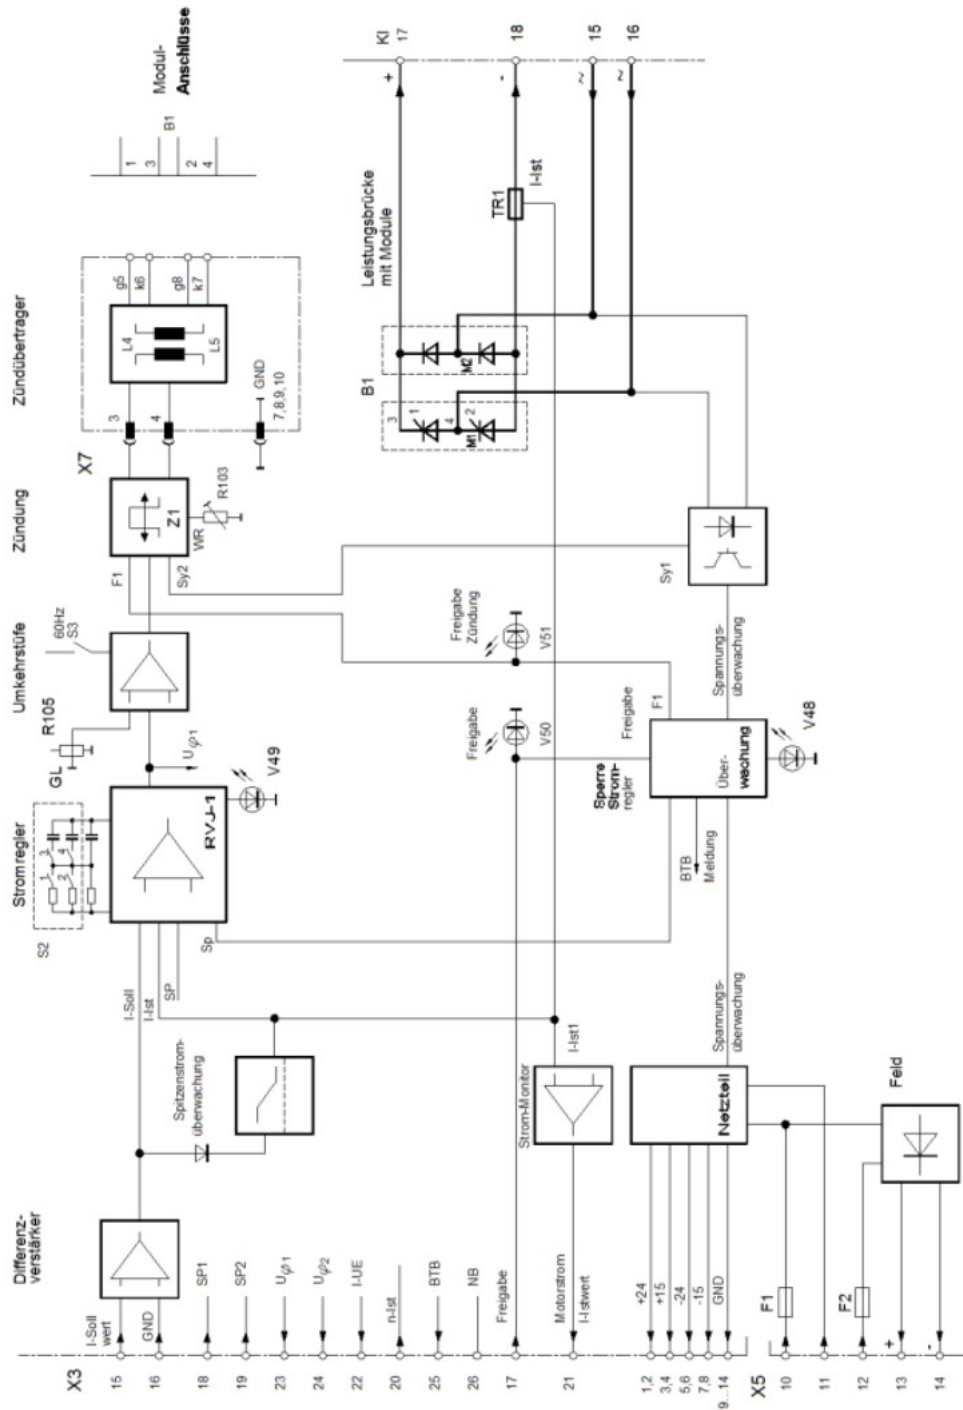 Differenz-
verstärker
Stromregler
Umkehrstüfe
Zündung
Zündübertrager
Modul-
Anschlüsse
X3
15
I-Soll
wert
16
GND
18
SP1
19
SP2
23
Uφ1
24
Uφ2
22
I-UE
20
n-Ist
25
BTB
26
NB
17
Freigabe
21
Motorstrom
I-Istwert
1,2
+24
3,4
+15
5,6
-24
7,8
-15
9...14
GND
X5
10
F1
11
12
F2
13
+
14
-
Feld
Netzteil
Spannungs-
überwachung
Strom-Monitor
I-Ist1
Spitzenstrom-
überwachung
I-Soll
I-Ist
SP
Sp
S2
1
3
2
4
RVJ-1
V49
GL
R105
Uφ1
60Hz
S3
F1
Sy2
WR
Z1
R103
X7
3
4
L4
L5
g5
k6
g8
k7
GND
7,8,9,10
1
3
B1
2
4
BTB
Meldung
Sperre
Strom-
regler
Freigabe
F1
Über-
wachung
V48
Freigabe
V50
Freigabe
Zündung
V51
Spannungs-
überwachung
Sy1
B1
3
1
4
2
M1
M2
Leistungsbrücke
mit Module
TR1
I-Ist
Kl
17
+
18
-
15
~
16
~